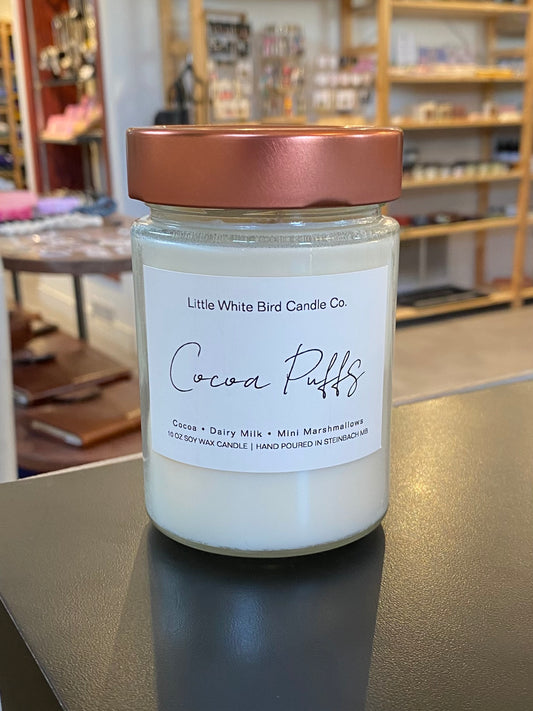 Little White Bird Candle Co.
Cocoa Puffs
Cocoa • Dairy Milk • Mini Marshmallows
10 OZ SOY WAX CANDLE | HAND POURED IN STEINBACH MB